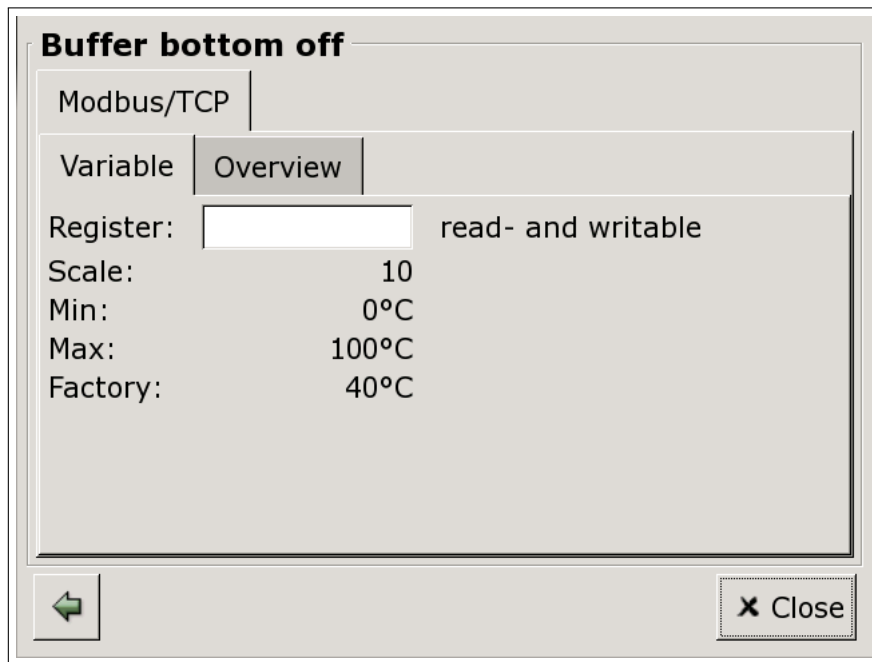 Buffer bottom off
Modbus/TCP
Variable Overview
Register: read- and writable
Scale: 10
Min: 0°C
Max: 100°C
Factory: 40°C
Close